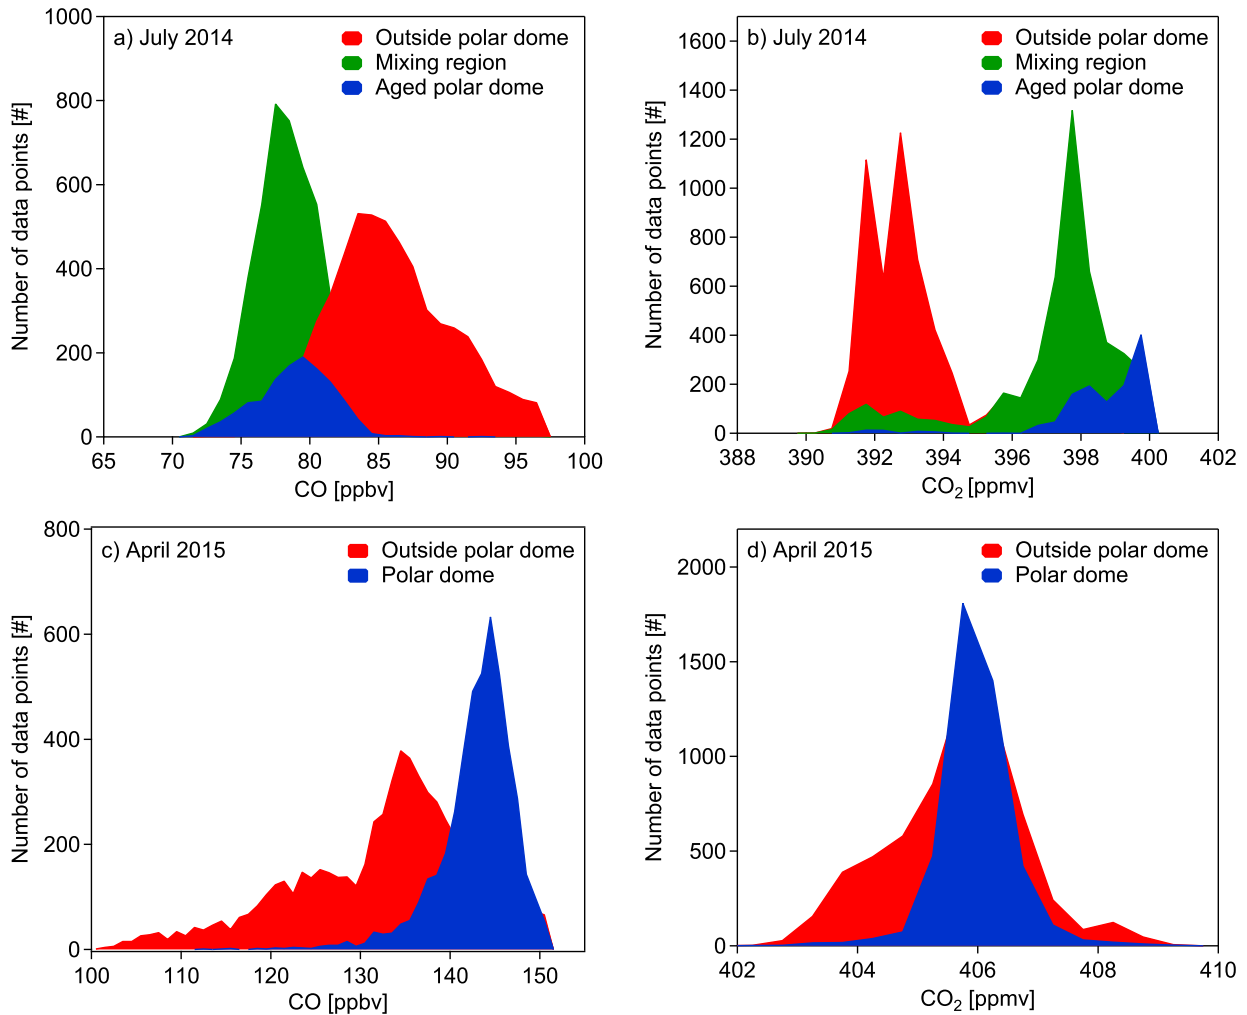 a) July 2014
Outside polar dome
Mixing region
Aged polar dome
Number of data points [#]
1000
800
600
400
200
0
65 70 75 80 85 90 95 100
CO [ppbv]
b) July 2014
Outside polar dome
Mixing region
Aged polar dome
Number of data points [#]
1600
1400
1200
1000
800
600
400
200
0
388 390 392 394 396 398 400 402
CO₂ [ppmv]
c) April 2015
Outside polar dome
Polar dome
Number of data points [#]
800
600
400
200
0
100 110 120 130 140 150
CO [ppbv]
d) April 2015
Outside polar dome
Polar dome
Number of data points [#]
2000
1500
1000
500
0
402 404 406 408 410
CO₂ [ppmv]